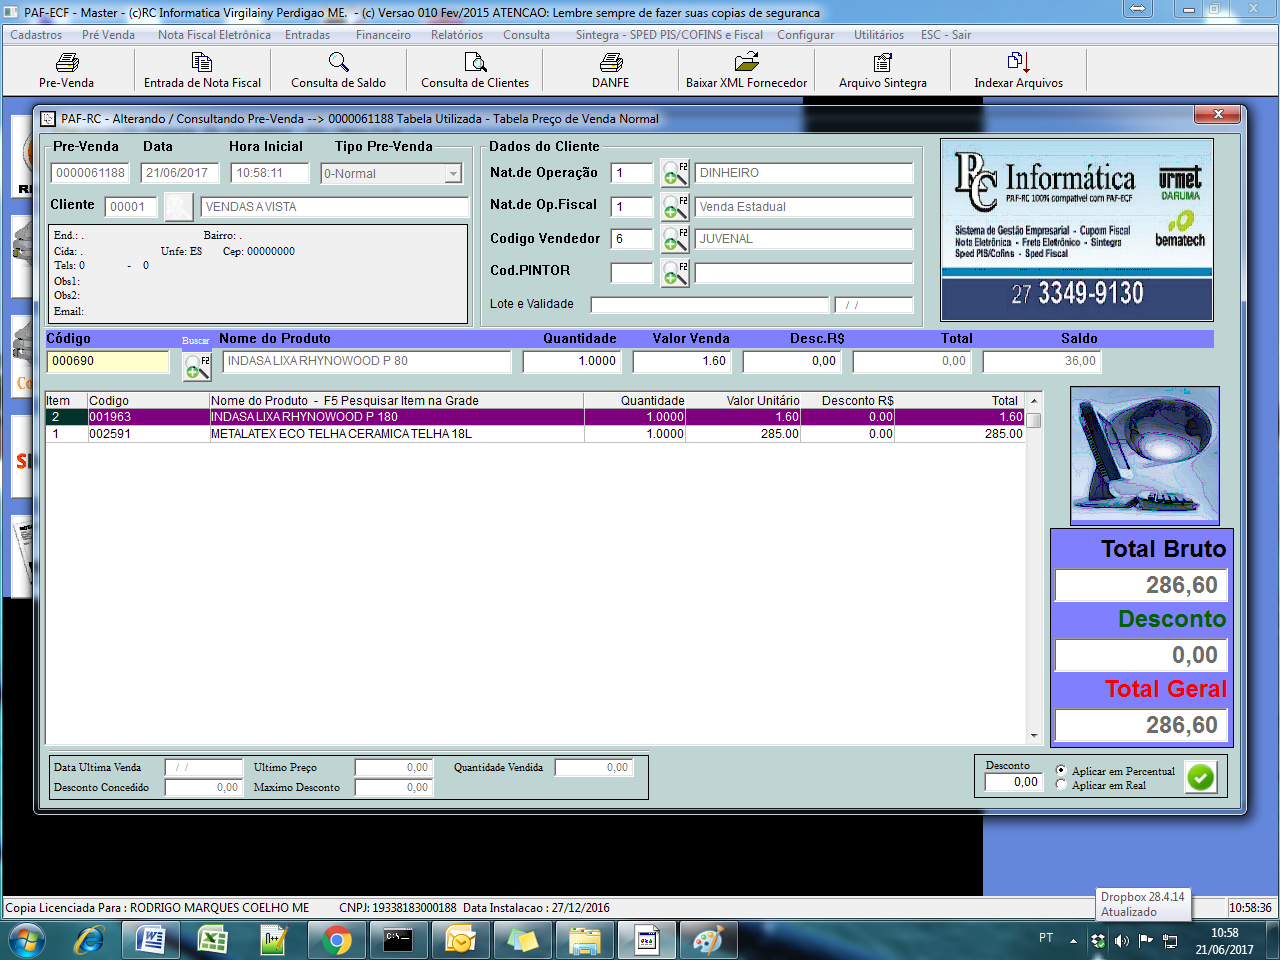 PAF-ECF - Master - (c)RC Informatica Virgilainy Perdigao ME. - (c) Versao 010 Fev/2015 ATENCAO: Lembre sempre de fazer suas copias de seguranca
Cadastros Pré Venda Nota Fiscal Eletrônica Entradas Financeiro Relatórios Consulta Sintegra - SPED PIS/COFINS e Fiscal Configurar Utilitários ESC - Sair
Pre-Venda Entrada de Nota Fiscal Consulta de Saldo Consulta de Clientes DANFE Baixar XML Fornecedor Arquivo Sintegra Indexar Arquivos
PAF-RC - Alterando / Consultando Pre-Venda --> 0000061188 Tabela Utilizada - Tabela Preço de Venda Normal
Pre-Venda Data Hora Inicial Tipo Pre-Venda
0000061188 21/06/2017 10:58:11 0-Normal
Cliente 00001 VENDAS A VISTA
End.: . Bairro: .
Cida: . Unfe: ES Cep: 00000000
Tels: 0 - 0
Obs1:
Obs2:
Email:
Dados do Cliente
Nat.de Operação 1 F2 DINHEIRO
Nat.de Op.Fiscal 1 F2 Venda Estadual
Codigo Vendedor 6 F2 JUVENAL
Cod.PINTOR F2
Lote e Validade / /
RC Informática
PAF-RC 100% compativel com PAF-ECF
urmet
DARUMA
Sistema de Gestão Empresarial - Cupom Fiscal
Nota Eletrônica - Frete Eletrônico - Sintegra
Sped PIS/Cofins - Sped Fiscal
bematech
27 3349-9130
Código Buscar Nome do Produto Quantidade Valor Venda Desc.R$ Total Saldo
000690 F2 INDASA LIXA RHYNOWOOD P 80 1.0000 1.60 0,00 0,00 36,00
Item Codigo Nome do Produto - F5 Pesquisar Item na Grade Quantidade Valor Unitário Desconto R$ Total
2 001963 INDASA LIXA RHYNOWOOD P 180 1.0000 1.60 0.00 1.60
1 002591 METALATEX ECO TELHA CERAMICA TELHA 18L 1.0000 285.00 0.00 285.00
Total Bruto
286,60
Desconto
0,00
Total Geral
286,60
Data Ultima Venda / / Ultimo Preço 0,00 Quantidade Vendida 0,00
Desconto Concedido 0,00 Maximo Desconto 0,00
Desconto
0,00
Aplicar em Percentual
Aplicar em Real
Dropbox 28.4.14
Atualizado
Copia Licenciada Para : RODRIGO MARQUES COELHO ME CNPJ: 19338183000188 Data Instalacao : 27/12/2016 10:58:36
PT 10:58
21/06/2017